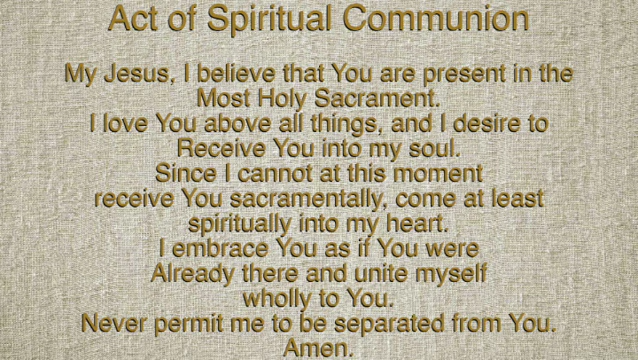 Act of Spiritual Communion
My Jesus, I believe that You are present in the
Most Holy Sacrament.
I love You above all things, and I desire to
Receive You into my soul.
Since I cannot at this moment
receive You sacramentally, come at least
spiritually into my heart.
I embrace You as if You were
Already there and unite myself
wholly to You.
Never permit me to be separated from You.
Amen.